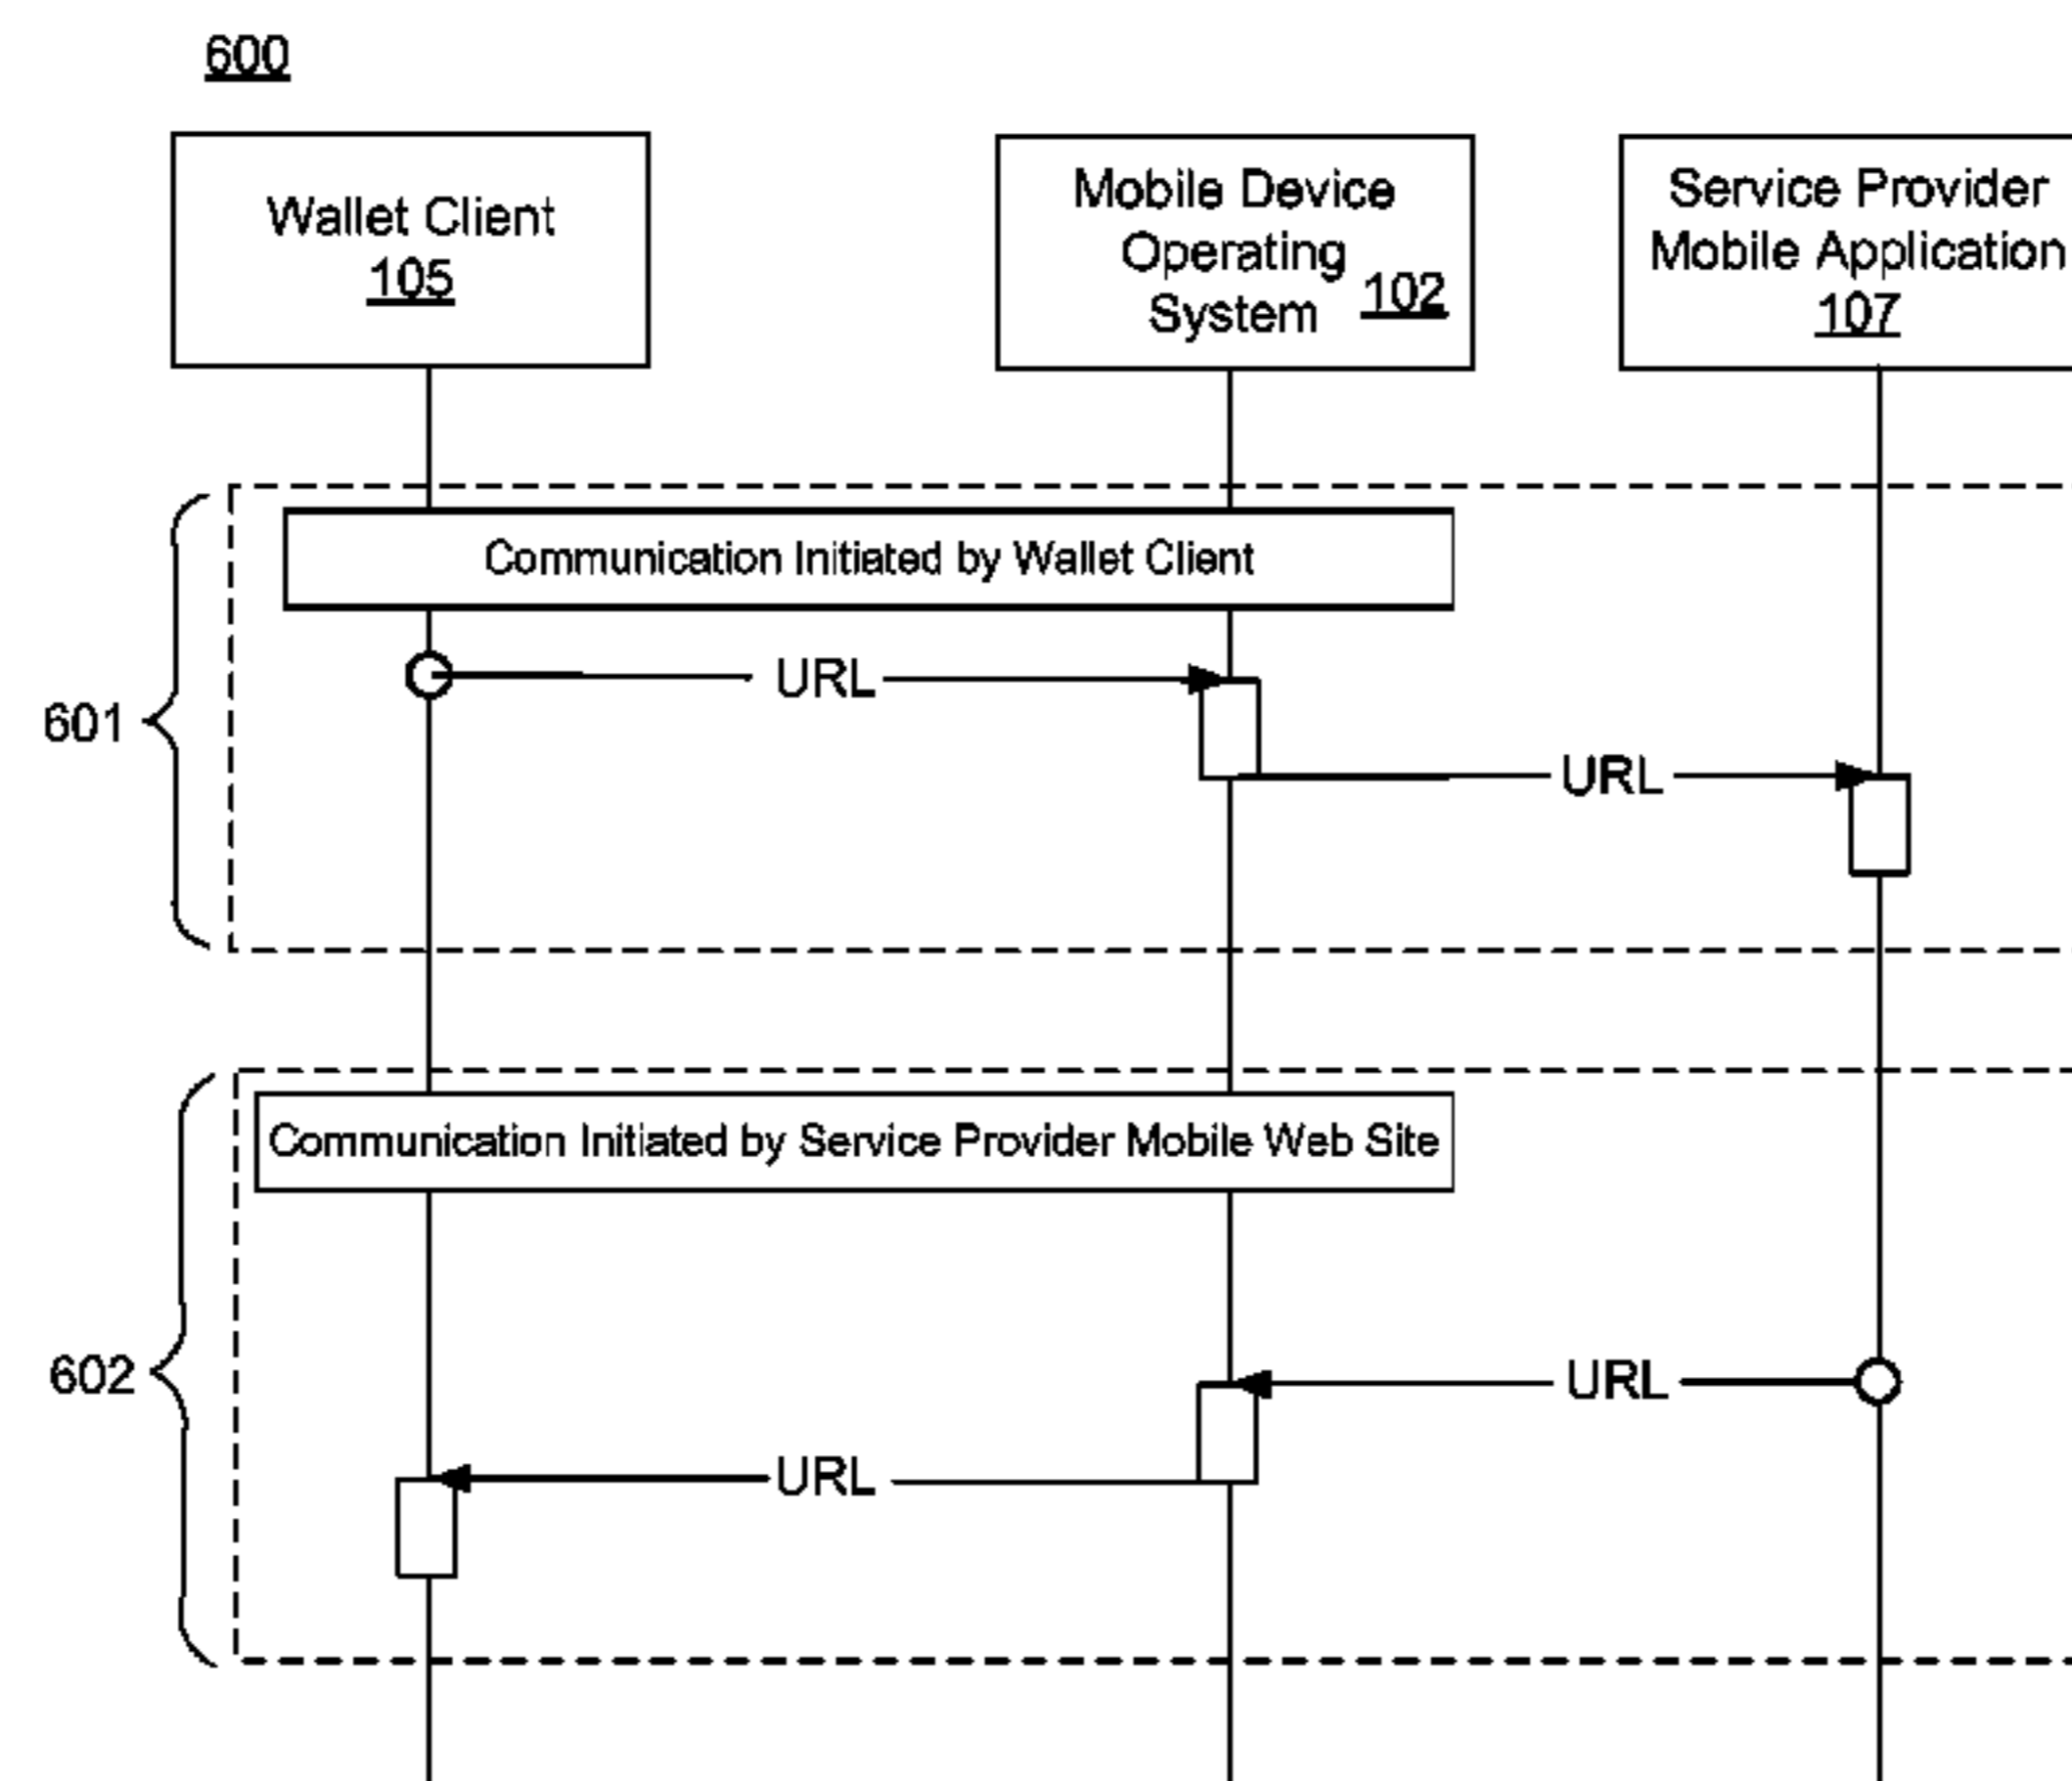 600
Wallet Client
105
Mobile Device
Operating
System 102
Service Provider
Mobile Application
107
Communication Initiated by Wallet Client
URL
601
URL
Communication Initiated by Service Provider Mobile Web Site
602
URL
URL